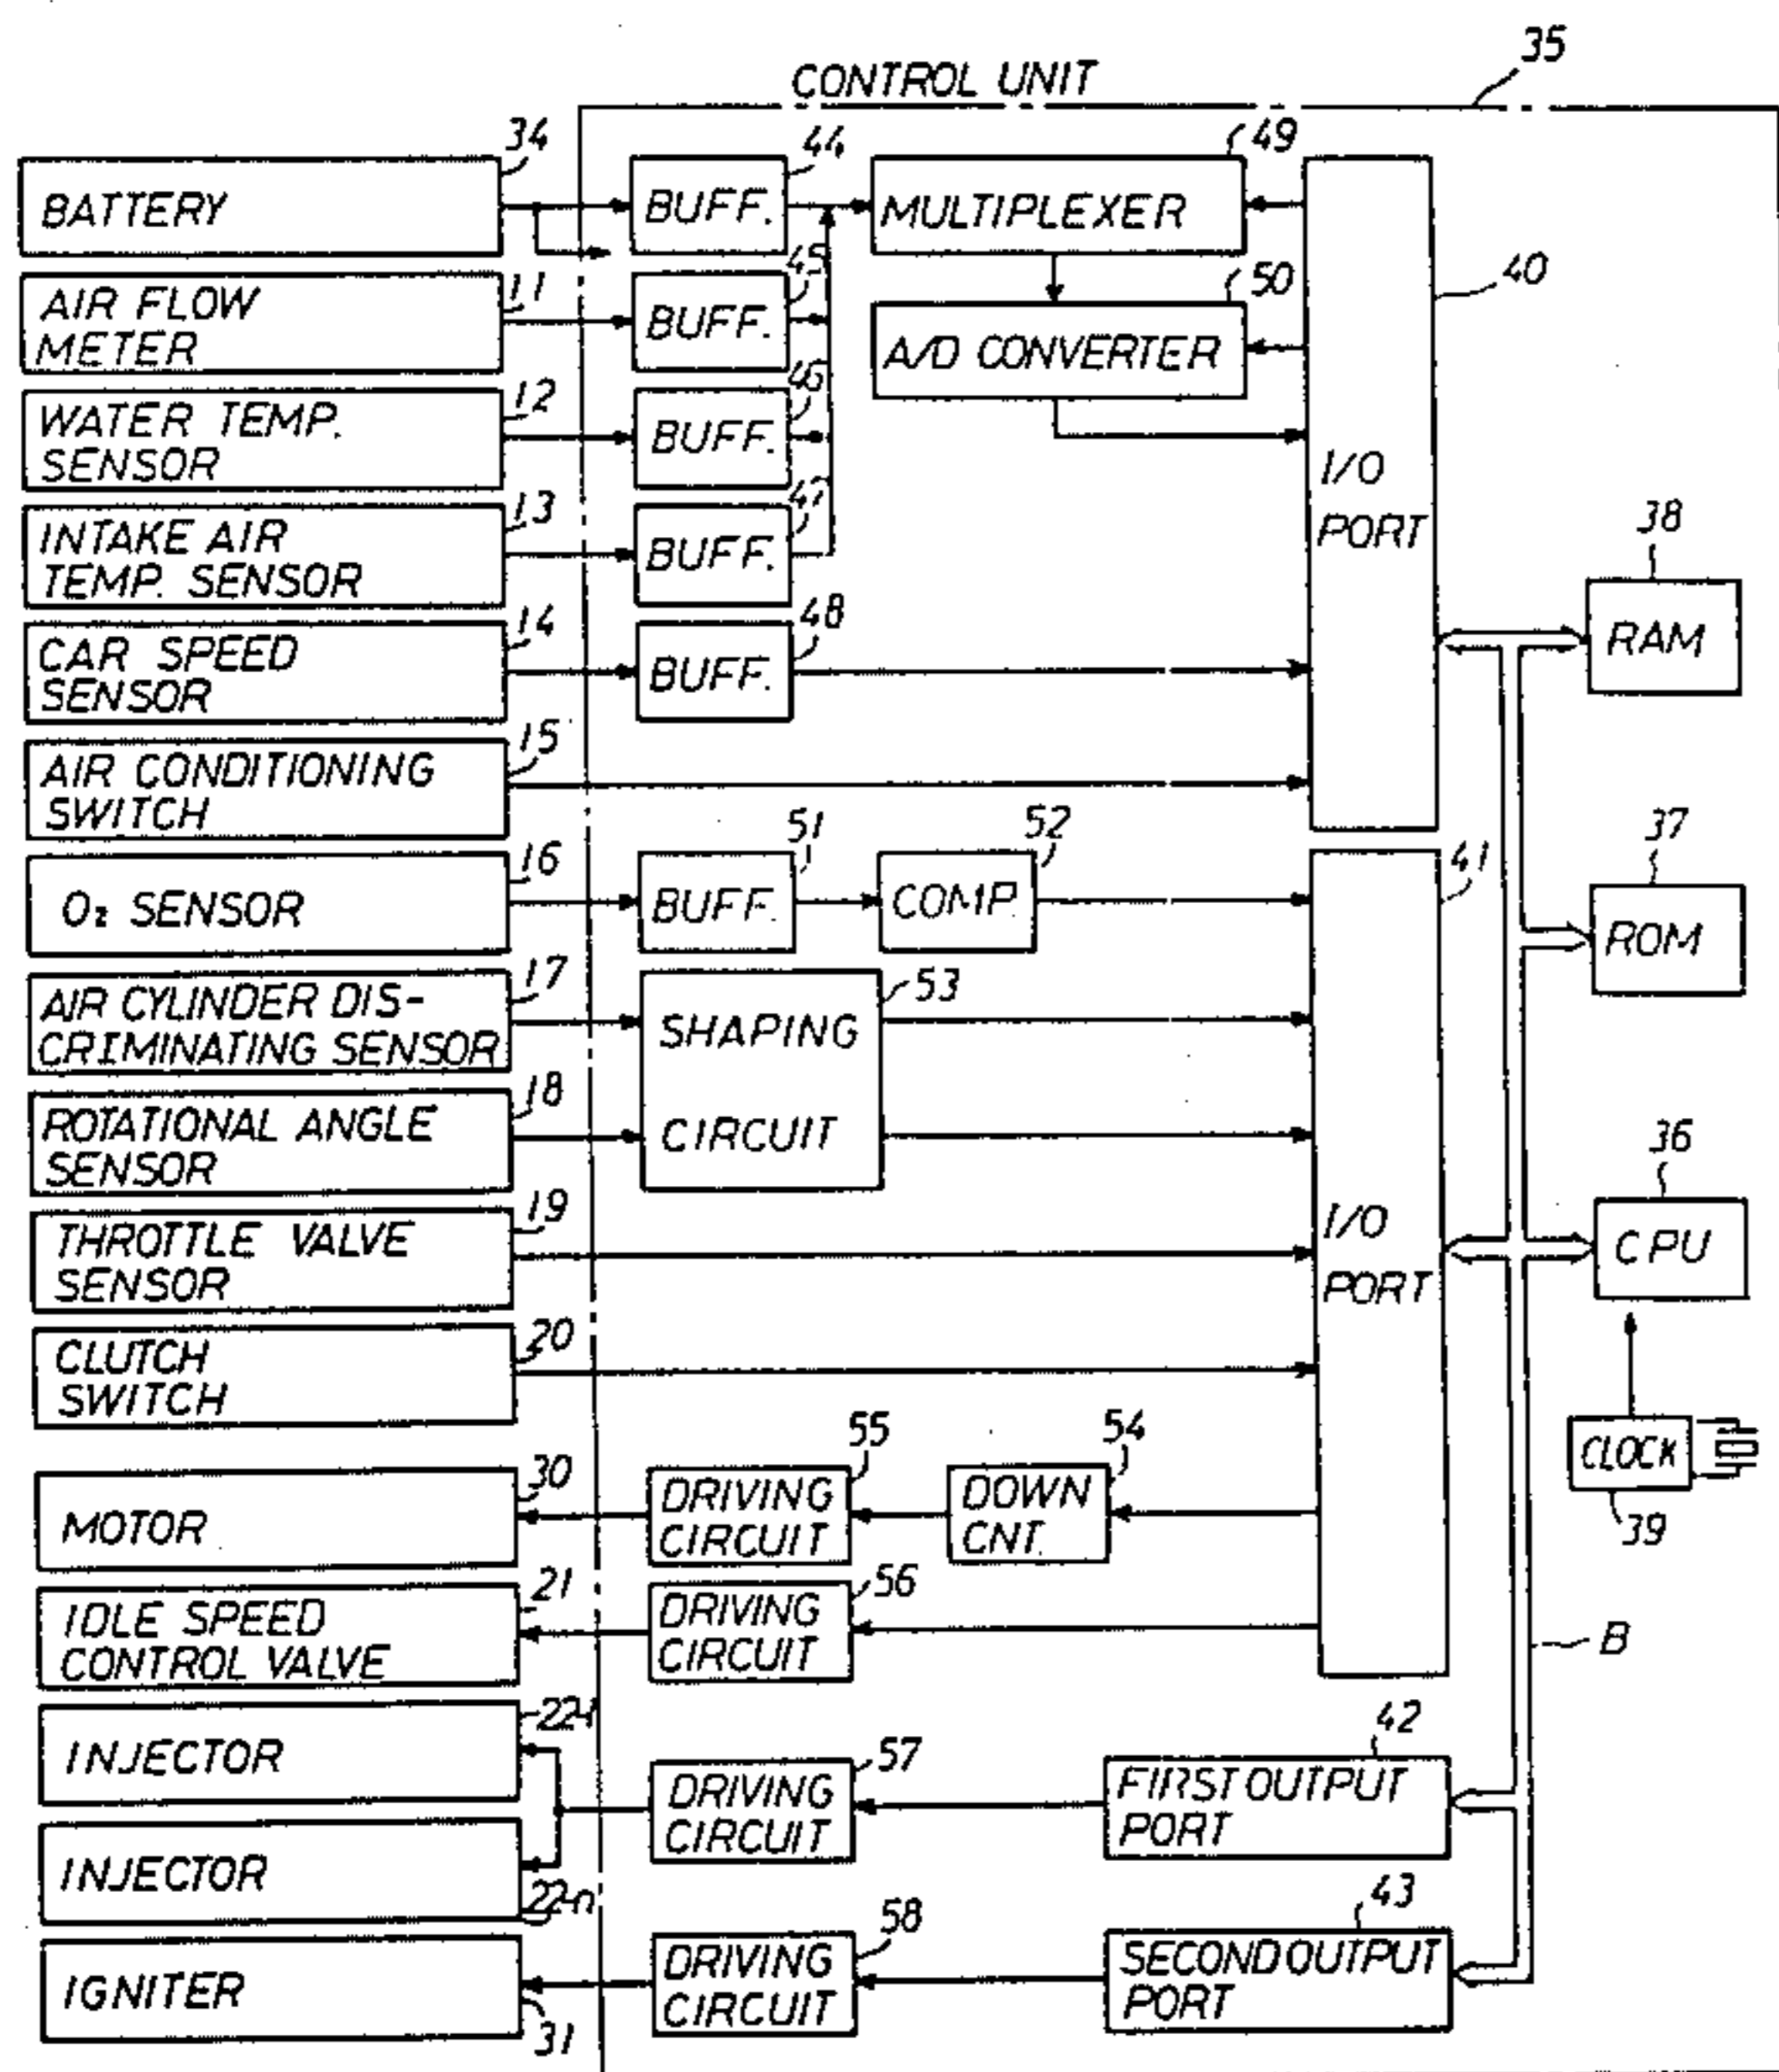 CONTROL UNIT
35
34
BATTERY
44
BUFF.
49
MULTIPLEXER
40
11
AIR FLOW
METER
45
BUFF.
50
A/D CONVERTER
12
WATER TEMP.
SENSOR
46
BUFF.
I/O
PORT
13
INTAKE AIR
TEMP. SENSOR
47
BUFF.
38
RAM
14
CAR SPEED
SENSOR
48
BUFF.
15
AIR CONDITIONING
SWITCH
16
O₂ SENSOR
51
BUFF.
52
COMP.
41
37
ROM
17
AIR CYLINDER DIS-
CRIMINATING SENSOR
53
SHAPING
CIRCUIT
18
ROTATIONAL ANGLE
SENSOR
36
CPU
19
THROTTLE VALVE
SENSOR
I/O
PORT
20
CLUTCH
SWITCH
CLOCK
39
30
MOTOR
55
DRIVING
CIRCUIT
54
DOWN
CNT.
21
IDLE SPEED
CONTROL VALVE
56
DRIVING
CIRCUIT
B
22-1
INJECTOR
57
DRIVING
CIRCUIT
42
FIRST OUTPUT
PORT
INJECTOR
22-n
58
DRIVING
CIRCUIT
43
SECOND OUTPUT
PORT
IGNITER
31